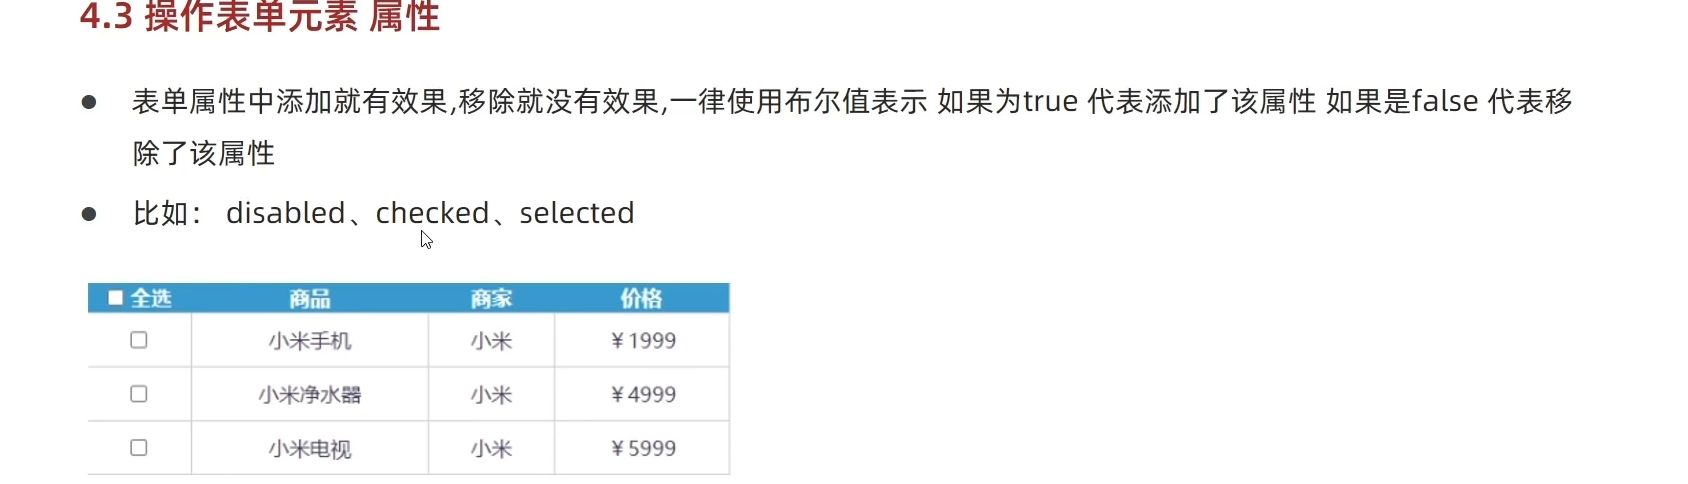 4.3 操作表单元素 属性
● 表单属性中添加就有效果,移除就没有效果,一律使用布尔值表示 如果为true 代表添加了该属性 如果是false 代表移
除了该属性
● 比如： disabled、checked、selected
全选 商品 商家 价格
小米手机 小米 ￥1999
小米净水器 小米 ￥4999
小米电视 小米 ￥5999